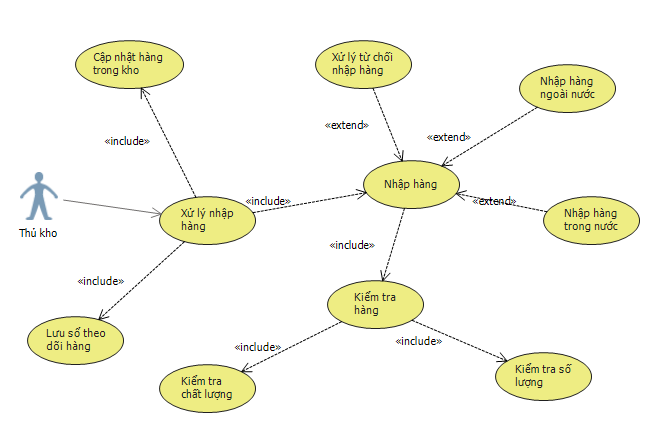 Cập nhật hàng
trong kho
Xử lý từ chối
nhập hàng
Nhập hàng
ngoài nước
«extend»
«extend»
«include»
Nhập hàng
«include»
«extend»
Xử lý nhập
hàng
Nhập hàng
trong nước
Thủ kho
«include»
«include»
Kiểm tra
hàng
Lưu sổ theo
dõi hàng
«include»
«include»
Kiểm tra
chất lượng
Kiểm tra số
lượng